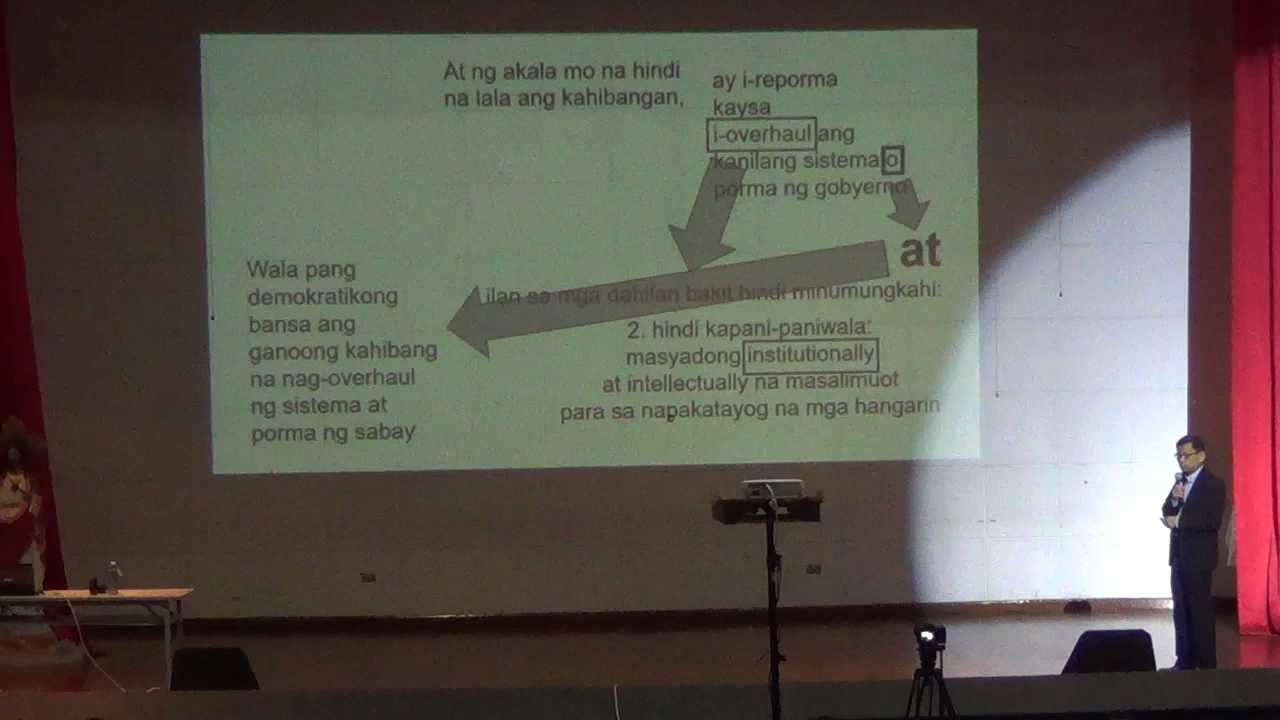 At ng akala mo na hindi
na lala ang kahibangan,
ay i-reporma
kaysa
i-overhaul ang
kanilang sistema o
porma ng gobyerno
at
Wala pang
demokratikong
bansa ang
ganoong kahibang
na nag-overhaul
ng sistema at
porma ng sabay
ilan sa mga dahilan bakit hindi minumungkahi:
2. hindi kapani-paniwala:
masyadong institutionally
at intellectually na masalimuot
para sa napakatayog na mga hangarin